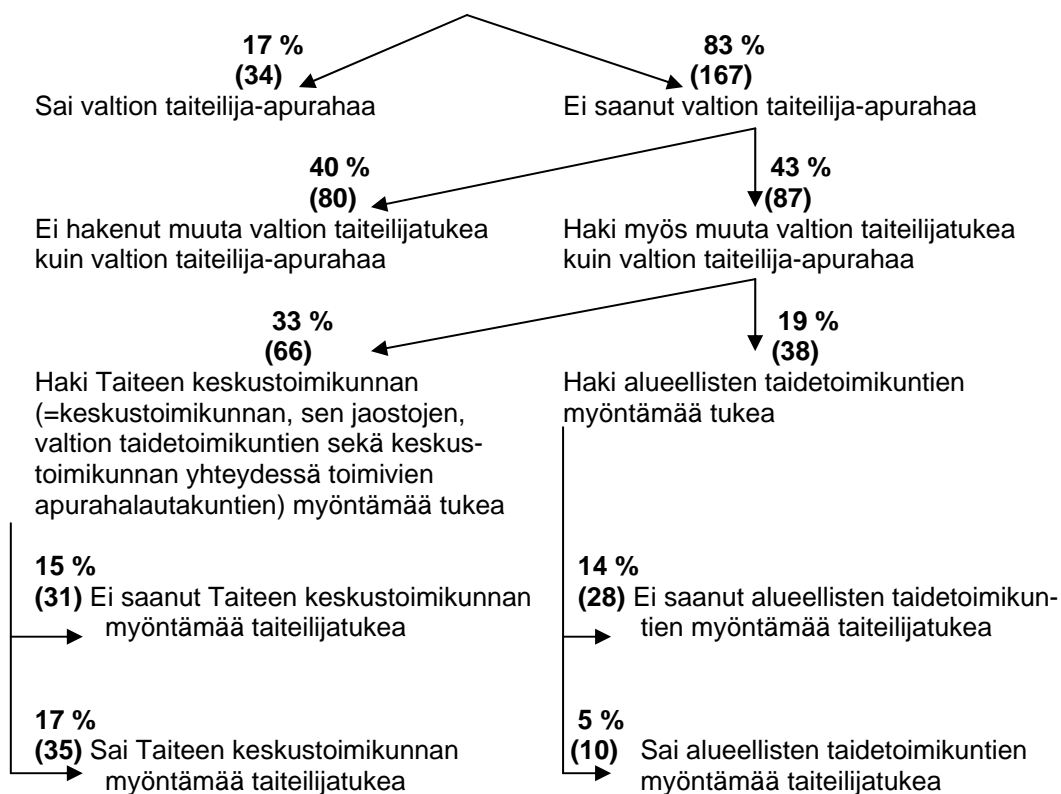 17 %
(34)
Sai valtion taiteilija-apurahaa
83 %
(167)
Ei saanut valtion taiteilija-apurahaa
40 %
(80)
Ei hakenut muuta valtion taiteilijatukea
kuin valtion taiteilija-apurahaa
43 %
(87)
Haki myös muuta valtion taiteilijatukea
kuin valtion taiteilija-apurahaa
33 %
(66)
Haki Taiteen keskustoimikunnan
(=keskustoimikunnan, sen jaostojen,
valtion taidetoimikuntien sekä keskus-
toimikunnan yhteydessä toimivien
apurahalautakuntien) myöntämää tukea
19 %
(38)
Haki alueellisten taidetoimikuntien
myöntämää tukea
15 %
(31) Ei saanut Taiteen keskustoimikunnan
myöntämää taiteilijatukea
14 %
(28) Ei saanut alueellisten taidetoimikun-
tien myöntämää taiteilijatukea
17 %
(35) Sai Taiteen keskustoimikunnan
myöntämää taiteilijatukea
5 %
(10) Sai alueellisten taidetoimikuntien
myöntämää taiteilijatukea